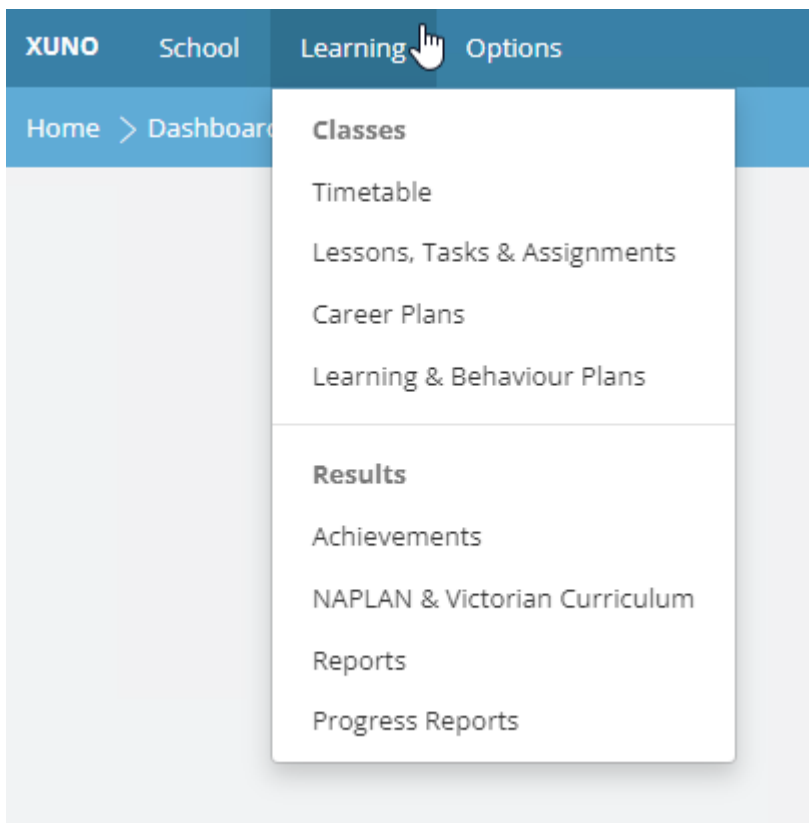 XUNO School Learning Options
Home Dashboard
Classes
Timetable
Lessons, Tasks & Assignments
Career Plans
Learning & Behaviour Plans
Results
Achievements
NAPLAN & Victorian Curriculum
Reports
Progress Reports